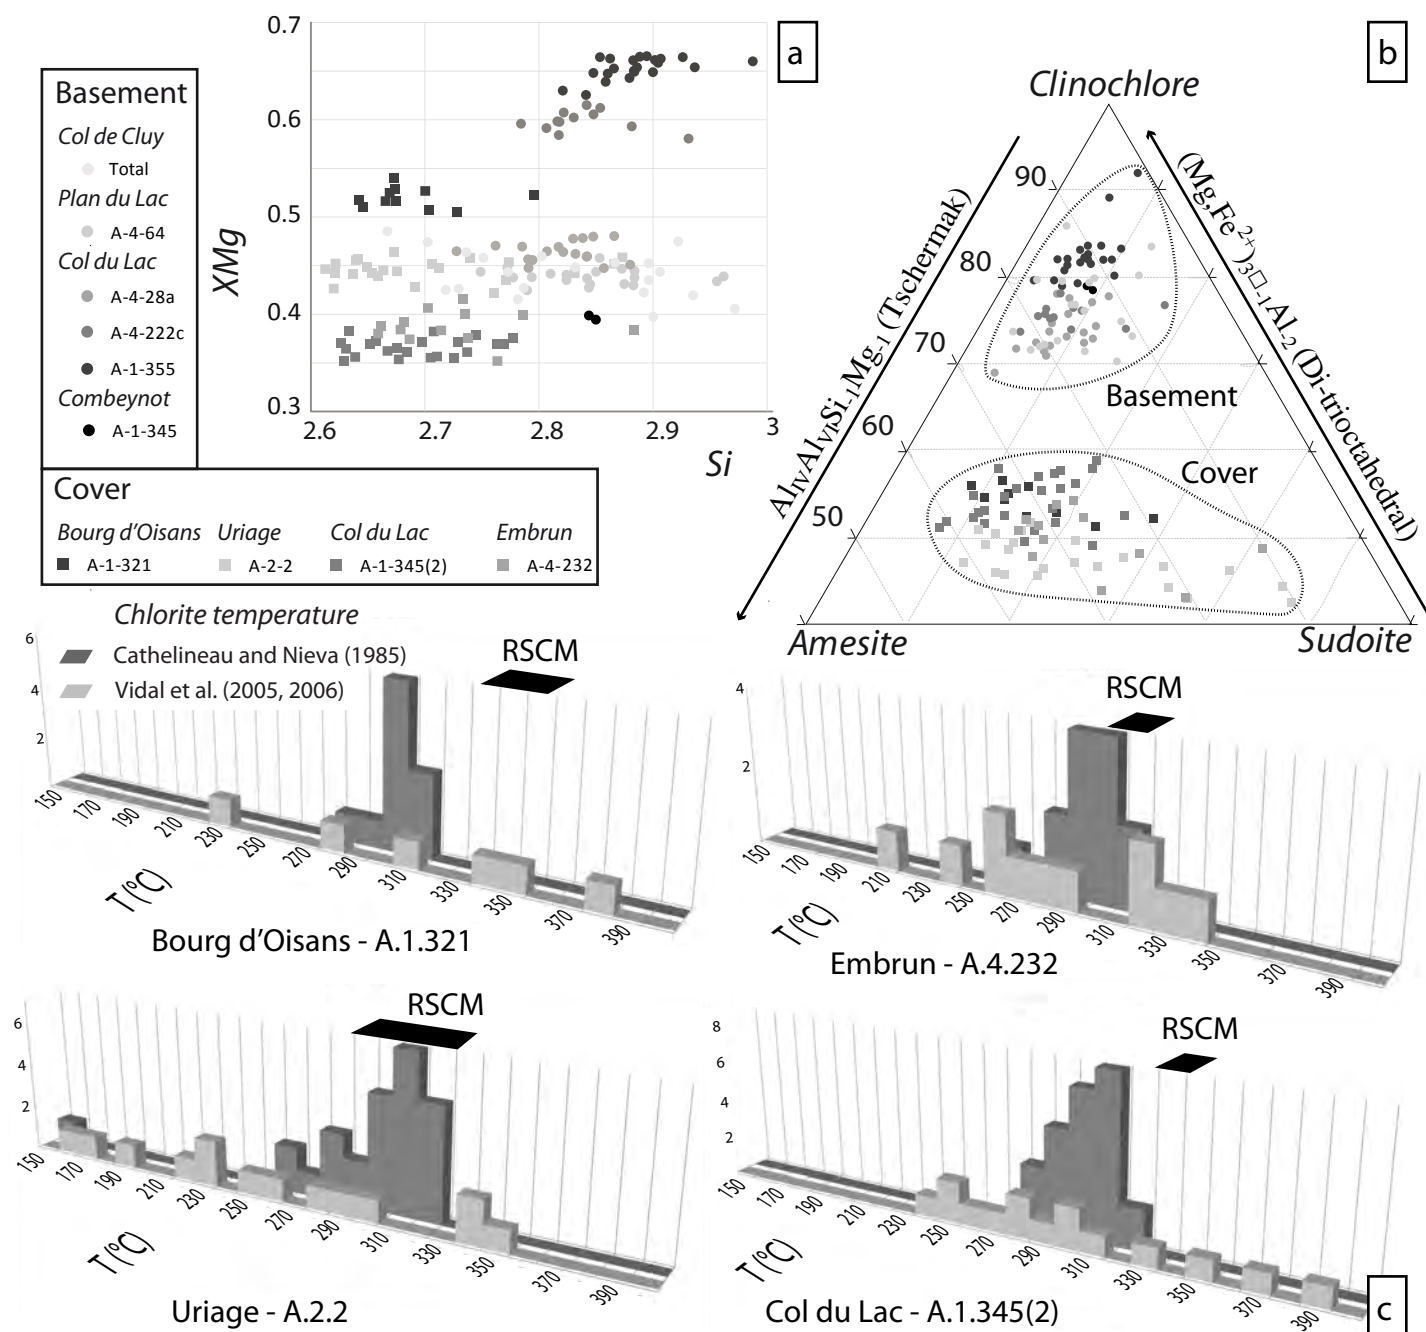 a
0.7
0.6
0.5
0.4
0.3
XMg
2.6 2.7 2.8 2.9 3
Si
Basement
Col de Cluy
Total
Plan du Lac
A-4-64
Col du Lac
A-4-28a
A-4-222c
A-1-355
Combeynot
A-1-345
Cover
Bourg d'Oisans Uriage Col du Lac Embrun
A-1-321 A-2-2 A-1-345(2) A-4-232
b
Clinochlore
90
80
70
60
50
Al_IV Al_VI Si_-1 Mg_-1 (Tschermak)
(Mg,Fe^2+)_3 □_-1 Al_-2 (Di-trioctahedral)
Basement
Cover
Amesite
Sudoite
Chlorite temperature
Cathelineau and Nieva (1985)
Vidal et al. (2005, 2006)
RSCM
6
4
2
150 170 190 210 230 250 270 290 310 330 350 370 390
T (°C)
Bourg d'Oisans - A.1.321
RSCM
4
2
150 170 190 210 230 250 270 290 310 330 350 370 390
T (°C)
Embrun - A.4.232
RSCM
6
4
2
150 170 190 210 230 250 270 290 310 330 350 370 390
T (°C)
Uriage - A.2.2
RSCM
8
6
4
2
150 170 190 210 230 250 270 290 310 330 350 370 390
T (°C)
Col du Lac - A.1.345(2)
c